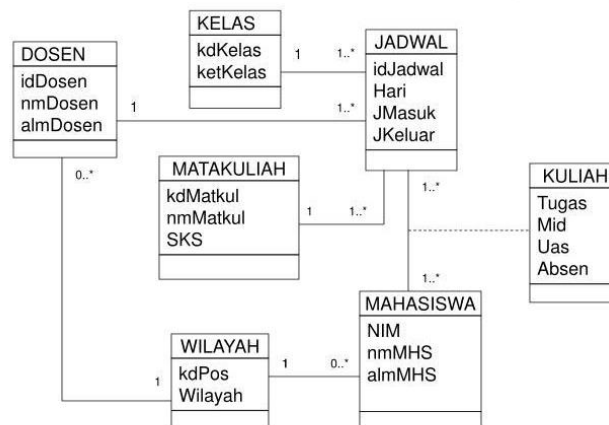 KELAS
kdKelas
ketKelas
DOSEN
idDosen
nmDosen
almDosen
JADWAL
idJadwal
Hari
JMasuk
JKeluar
1
1..*
1
1..*
0..*
MATAKULIAH
kdMatkul
nmMatkul
SKS
1
1..*
1..*
KULIAH
Tugas
Mid
Uas
Absen
1..*
MAHASISWA
NIM
nmMHS
almMHS
WILAYAH
kdPos
Wilayah
1
1
0..*